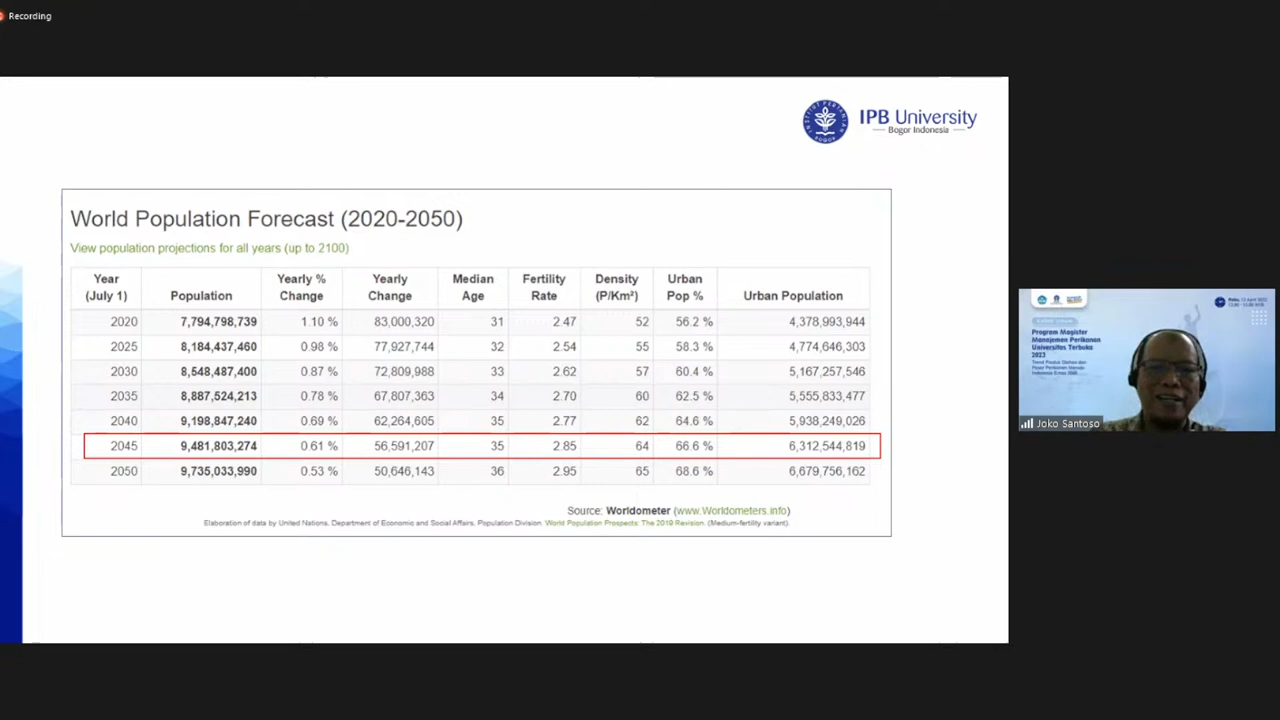 Recording
IPB University
Bogor Indonesia
World Population Forecast (2020-2050)
View population projections for all years (up to 2100)
Year (July 1) Population Yearly % Change Yearly Change Median Age Fertility Rate Density (P/Km²) Urban Pop % Urban Population
2020 7,794,798,739 1.10 % 83,000,320 31 2.47 52 56.2 % 4,378,993,944
2025 8,184,437,460 0.98 % 77,927,744 32 2.54 55 58.3 % 4,774,646,303
2030 8,548,487,400 0.87 % 72,809,988 33 2.62 57 60.4 % 5,167,257,546
2035 8,887,524,213 0.78 % 67,807,363 34 2.70 60 62.5 % 5,555,833,477
2040 9,198,847,240 0.69 % 62,264,605 35 2.77 62 64.6 % 5,938,249,026
2045 9,481,803,274 0.61 % 56,591,207 35 2.85 64 66.6 % 6,312,544,819
2050 9,735,033,990 0.53 % 50,646,143 36 2.95 65 68.6 % 6,679,756,162
Source: Worldometer (www.Worldometers.info)
Elaboration of data by United Nations, Department of Economic and Social Affairs, Population Division. World Population Prospects: The 2019 Revision. (Medium-fertility variant).
Program Magister
Manajemen Perikanan
Universitas Terbuka
2023
Joko Santoso